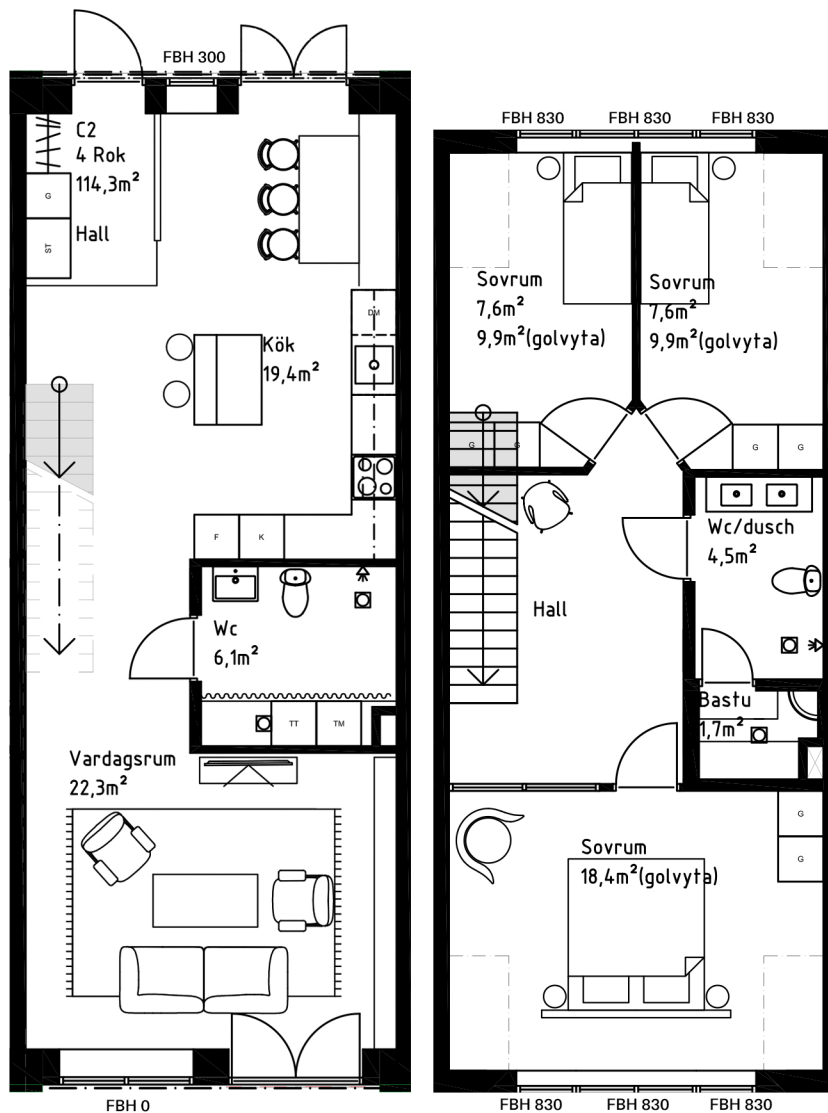 FBH 300
C2
4 Rok
114,3m²
G
Hall
ST
DM
Kök
19,4m²
F
K
Wc
6,1m²
TT
TM
Vardagsrum
22,3m²
FBH 0
FBH 830
FBH 830
FBH 830
Sovrum
7,6m²
9,9m²(golvyta)
Sovrum
7,6m²
9,9m²(golvyta)
G
G
G
G
Wc/dusch
4,5m²
Hall
Bastu
1,7m²
G
G
Sovrum
18,4m²(golvyta)
FBH 830
FBH 830
FBH 830